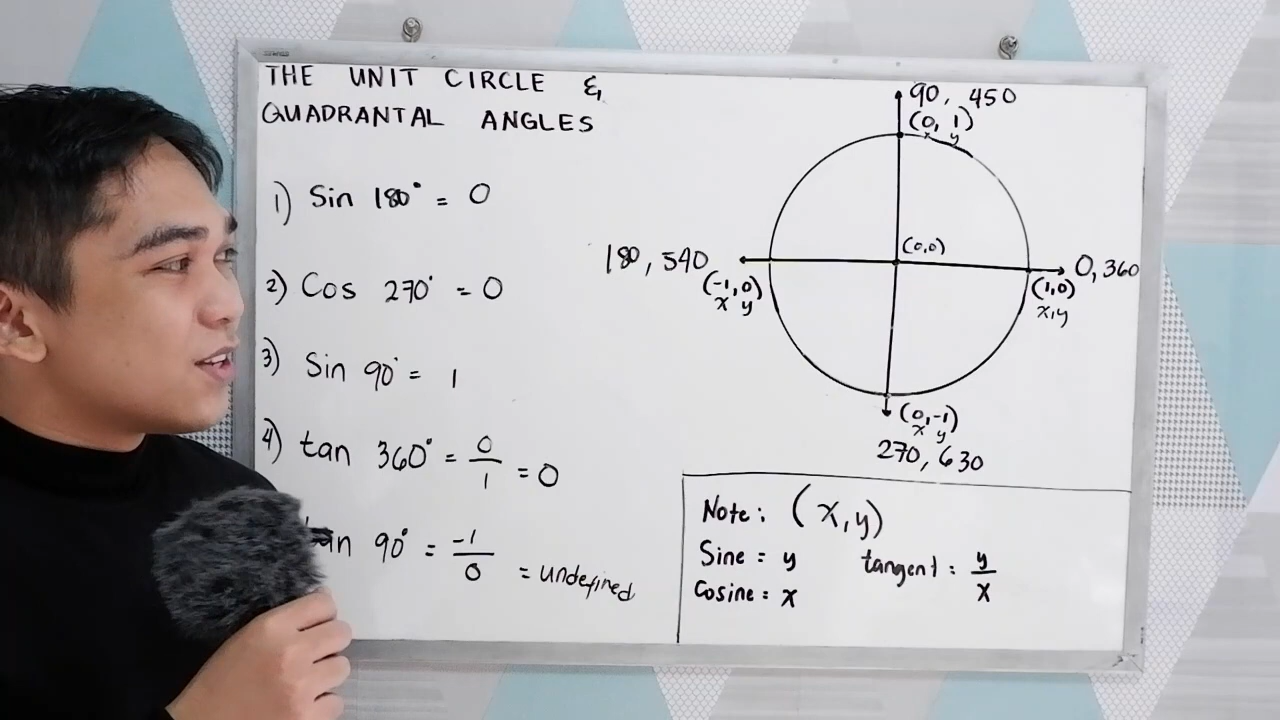 THE UNIT CIRCLE &
QUADRANTAL ANGLES
1) Sin 180° = 0
2) Cos 270° = 0
3) Sin 90° = 1
4) tan 360° = 0/1 = 0
tan 90° = -1/0 = undefined
90, 450
(0, 1)
x y
180, 540
(-1, 0)
x y
(0,0)
0, 360
(1,0)
x,y
(0,-1)
x y
270, 630
Note: (x,y)
Sine = y
Cosine = x
tangent = y/x